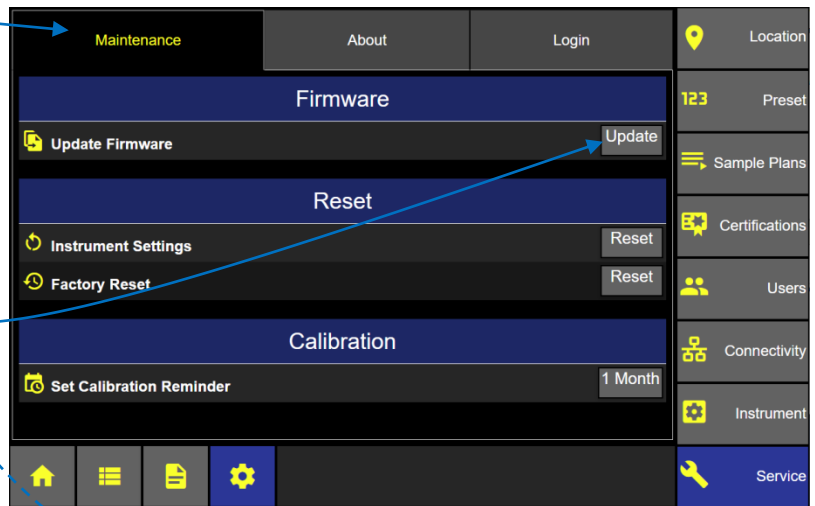 Maintenance
About
Login
Firmware
Update Firmware
Update
Reset
Instrument Settings
Reset
Factory Reset
Reset
Calibration
Set Calibration Reminder
1 Month
Location
123
Preset
Sample Plans
Certifications
Users
Connectivity
Instrument
Service